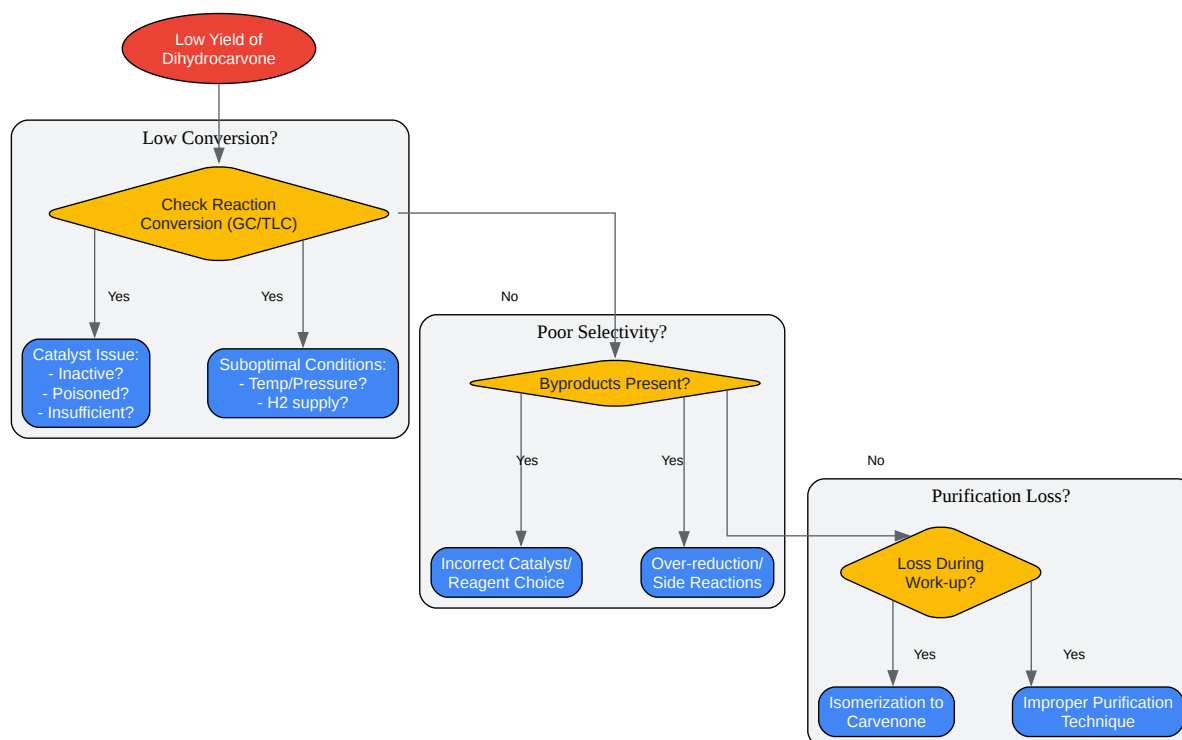 Low Yield of
Dihydrocarvone
Low Conversion?
Check Reaction
Conversion (GC/TLC)
Yes
Yes
No
Catalyst Issue:
- Inactive?
- Poisoned?
- Insufficient?
Suboptimal Conditions:
- Temp/Pressure?
- H2 supply?
Poor Selectivity?
Byproducts Present?
Yes
Yes
No
Incorrect Catalyst/
Reagent Choice
Over-reduction/
Side Reactions
Purification Loss?
Loss During
Work-up?
Yes
Yes
Isomerization to
Carvenone
Improper Purification
Technique